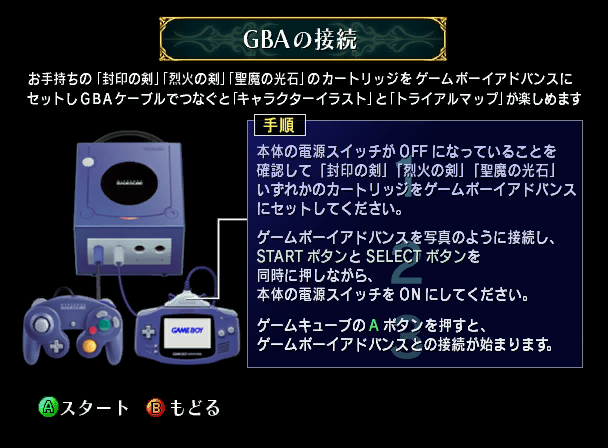 GBAの接続
お手持ちの「封印の剣」「烈火の剣」「聖魔の光石」のカートリッジをゲームボーイアドバンスに
セットしGBAケーブルでつなぐと「キャラクターイラスト」と「トライアルマップ」が楽しめます
手順
1
本体の電源スイッチがOFFになっていることを
確認して「封印の剣」「烈火の剣」「聖魔の光石」
いずれかのカートリッジをゲームボーイアドバンス
にセットしてください。
2
ゲームボーイアドバンスを写真のように接続し、
STARTボタンとSELECTボタンを
同時に押しながら、
本体の電源スイッチをONにしてください。
3
ゲームキューブのAボタンを押すと、
ゲームボーイアドバンスとの接続が始まります。
GAME BOY
Aスタート Bもどる